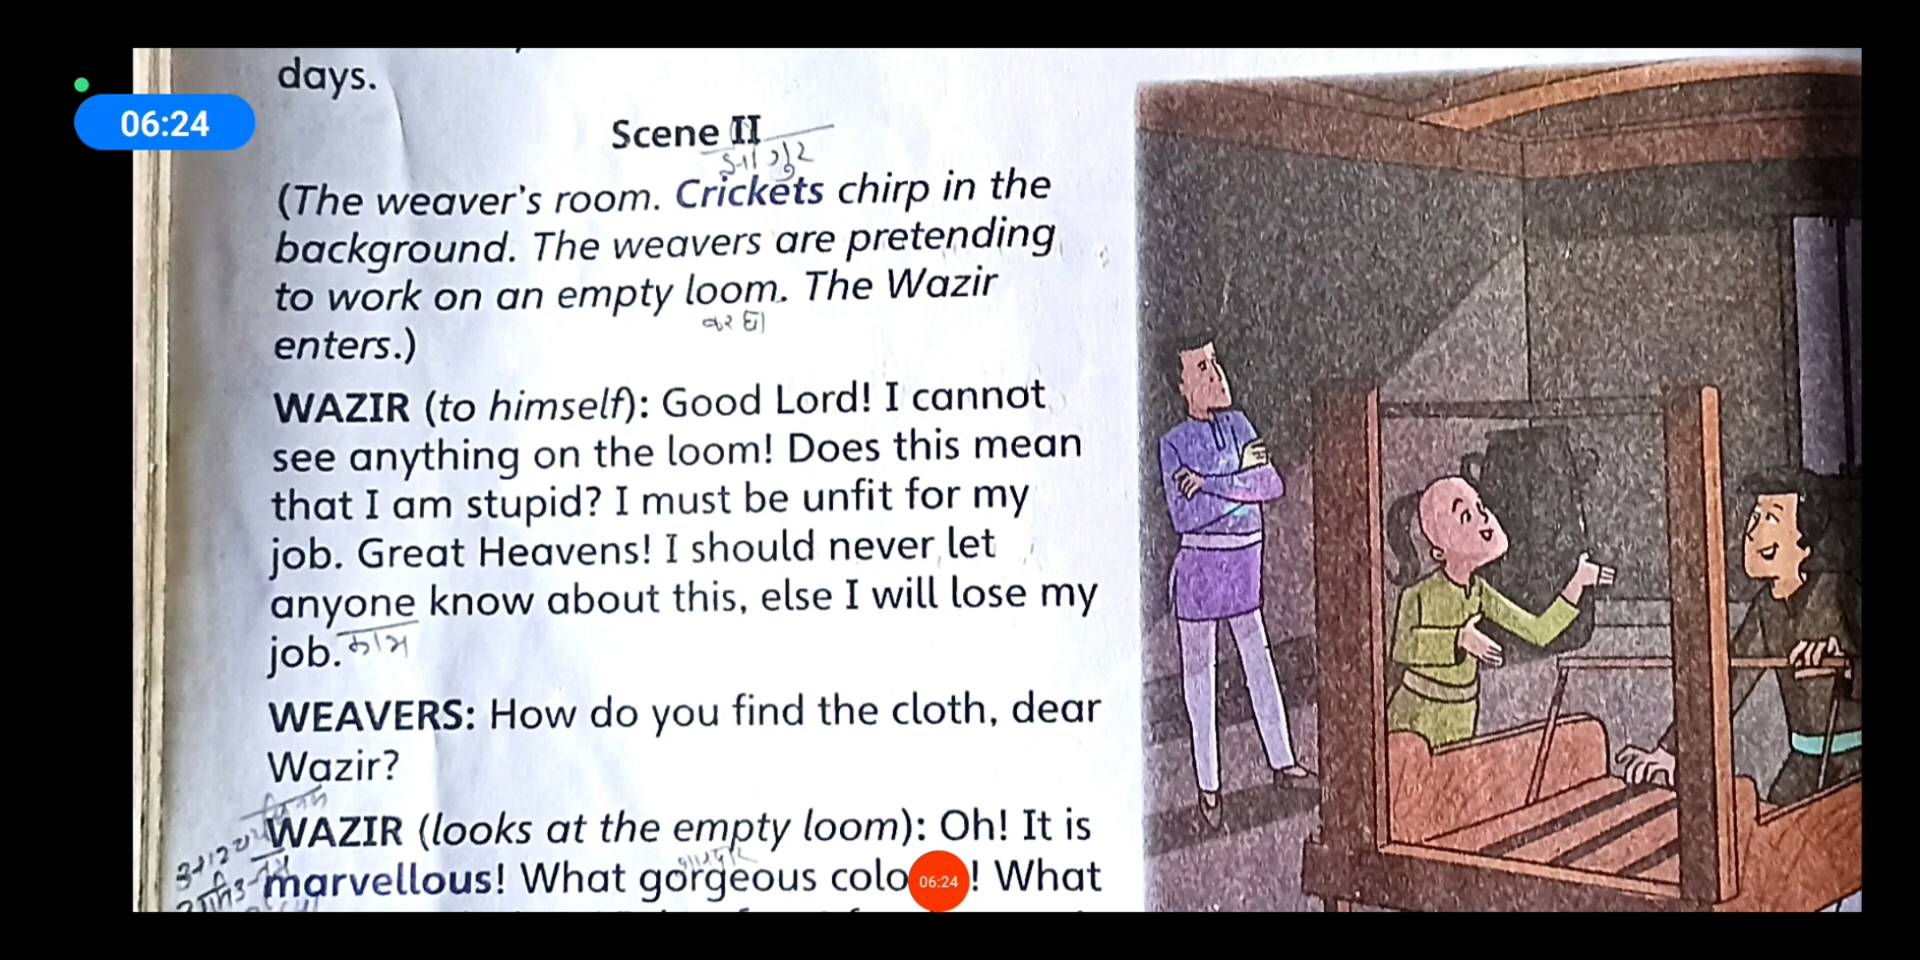 days.
06:24
Scene II
(The weaver's room. Crickets chirp in the
background. The weavers are pretending
to work on an empty loom. The Wazir
enters.)
WAZIR (to himself): Good Lord! I cannot
see anything on the loom! Does this mean
that I am stupid? I must be unfit for my
job. Great Heavens! I should never let
anyone know about this, else I will lose my
job.
WEAVERS: How do you find the cloth, dear
Wazir?
WAZIR (looks at the empty loom): Oh! It is
marvellous! What gorgeous colo ! What
06:24